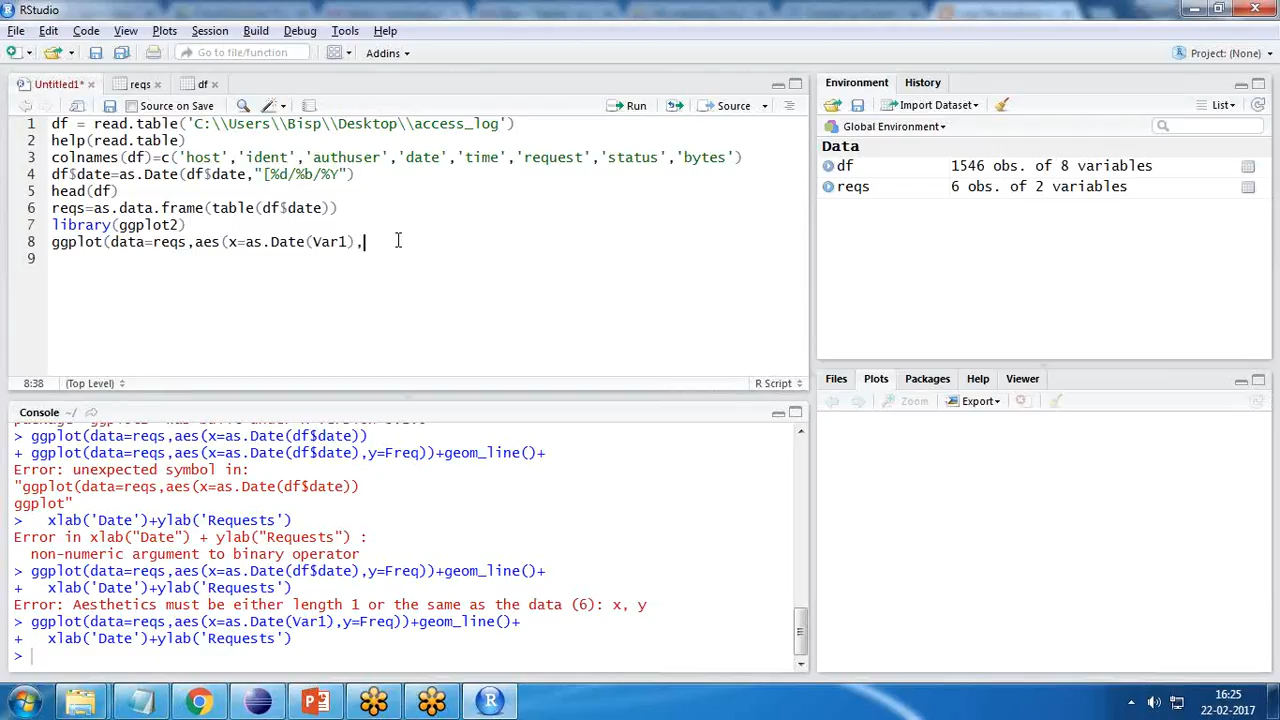 RStudio
File Edit Code View Plots Session Build Debug Tools Help
Go to file/function Addins Project: (None)
Untitled1* reqs df
Source on Save Run Source
1 df = read.table('C:\\Users\\Bisp\\Desktop\\access_log')
2 help(read.table)
3 colnames(df)=c('host','ident','authuser','date','time','request','status','bytes')
4 df$date=as.Date(df$date,"[%d/%b/%Y")
5 head(df)
6 reqs=as.data.frame(table(df$date))
7 library(ggplot2)
8 ggplot(data=reqs,aes(x=as.Date(Var1),
9
8:38 (Top Level) R Script
Console ~/
> ggplot(data=reqs,aes(x=as.Date(df$date))
+ ggplot(data=reqs,aes(x=as.Date(df$date),y=Freq))+geom_line()+
Error: unexpected symbol in:
"ggplot(data=reqs,aes(x=as.Date(df$date))
ggplot"
> xlab('Date')+ylab('Requests')
Error in xlab("Date") + ylab("Requests") :
non-numeric argument to binary operator
> ggplot(data=reqs,aes(x=as.Date(df$date),y=Freq))+geom_line()+
+ xlab('Date')+ylab('Requests')
Error: Aesthetics must be either length 1 or the same as the data (6): x, y
> ggplot(data=reqs,aes(x=as.Date(Var1),y=Freq))+geom_line()+
+ xlab('Date')+ylab('Requests')
>
Environment History
Import Dataset List
Global Environment
Data
df 1546 obs. of 8 variables
reqs 6 obs. of 2 variables
Files Plots Packages Help Viewer
Zoom Export
16:25
22-02-2017